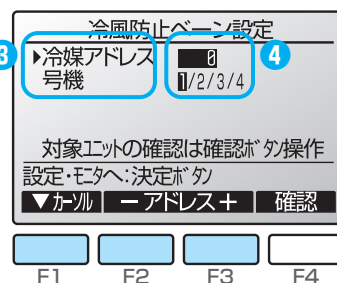 冷風防止ベーン設定
3 ▶冷媒アドレス 0 4
号機 1/2/3/4
対象ユニットの確認は確認ボタン操作
設定・モニタへ:決定ボタン
▼カーソル ーアドレス＋ 確認
F1 F2 F3 F4